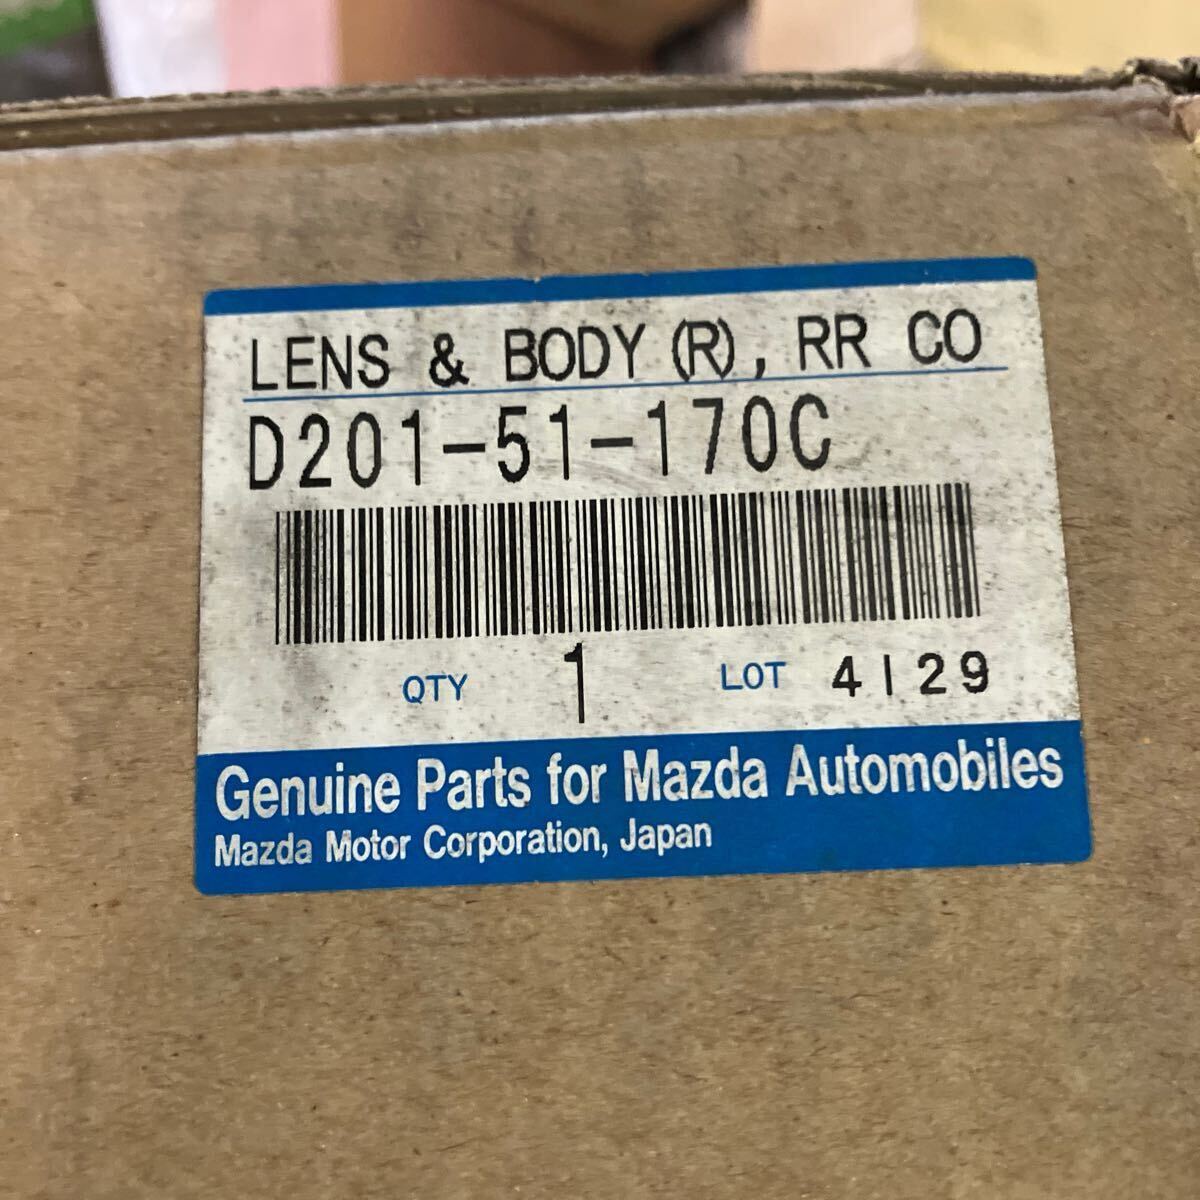 LENS & BODY (R), RR CO
D201-51-170C
QTY 1 LOT 4129
Genuine Parts for Mazda Automobiles
Mazda Motor Corporation, Japan